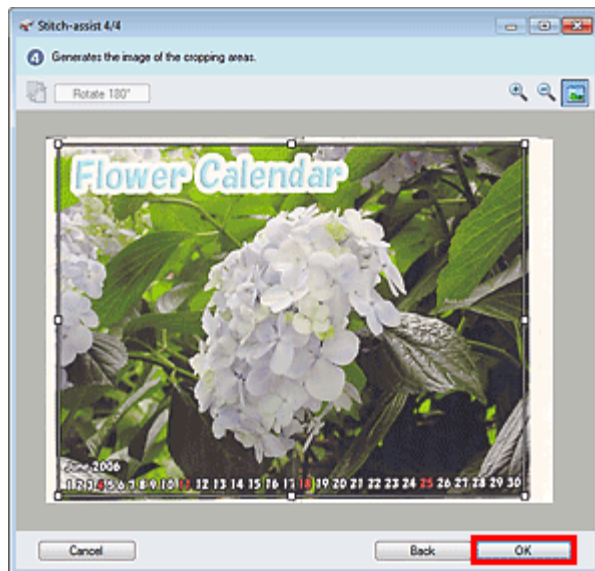 Stitch-assist 4/4
4 Generates the image of the cropping areas.
Rotate 180°
Flower Calendar
June 2006
1 2 3 4 5 6 7 8 9 10 11 12 13 14 15 16 17 18 19 20 21 22 23 24 25 26 27 28 29 30
Cancel Back OK